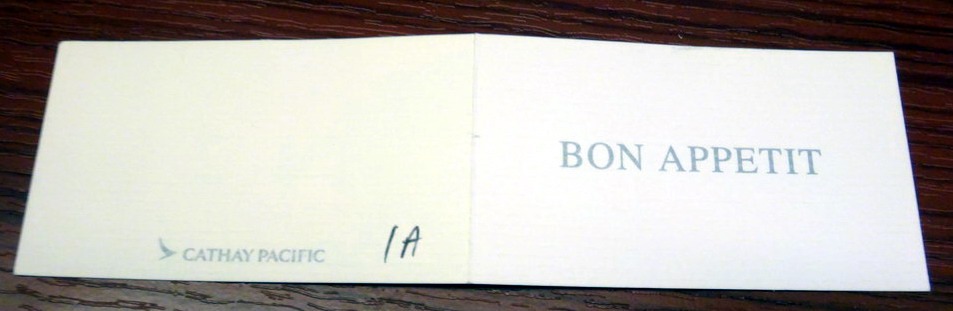 CATHAY PACIFIC
1A
BON APPETIT